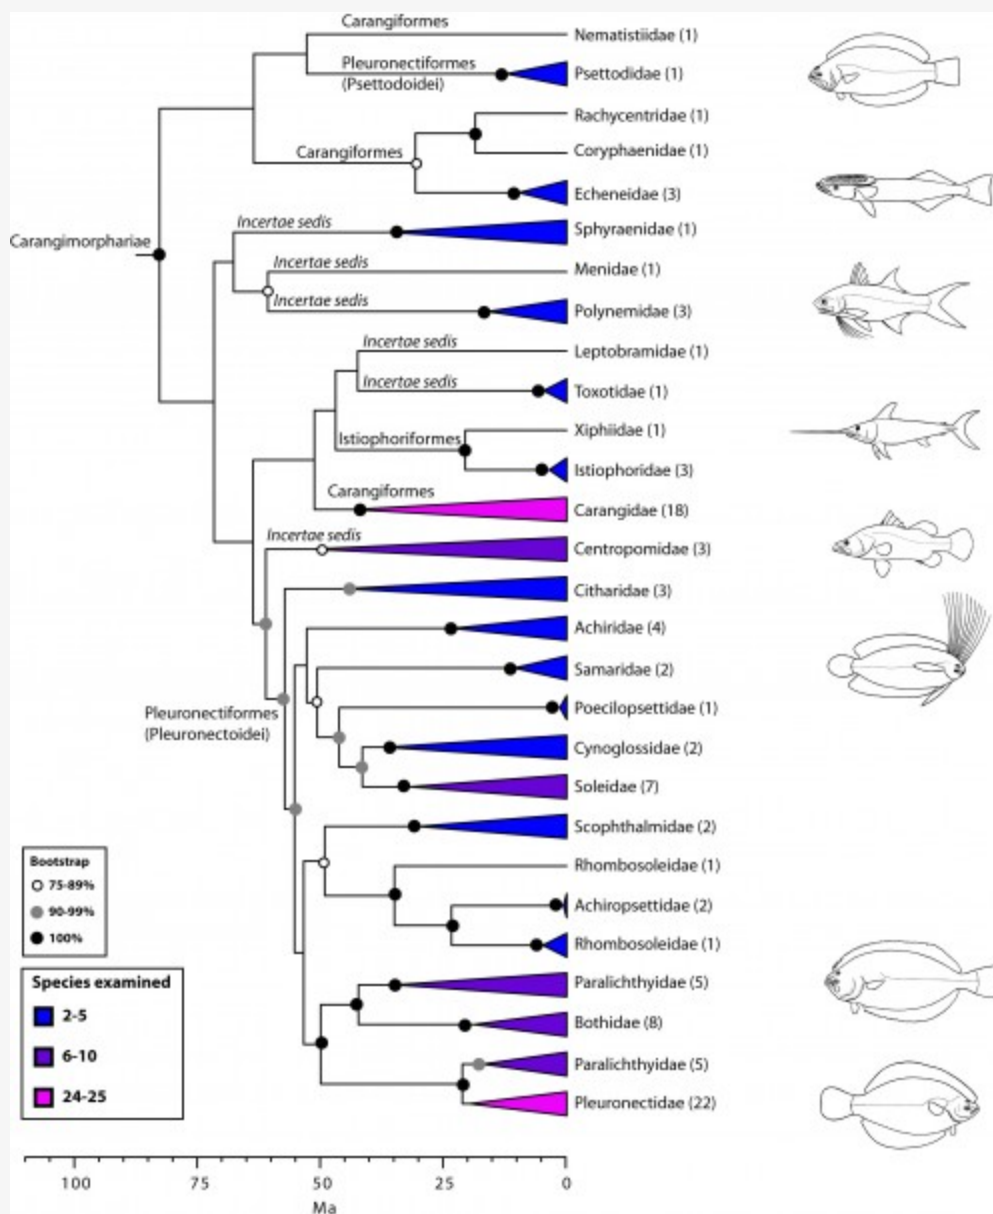 Carangiformes
Nematistiidae (1)
Pleuronectiformes
(Psettodoidei)
Psettodidae (1)
Rachycentridae (1)
Carangiformes
Coryphaenidae (1)
Echeneidae (3)
Incertae sedis
Sphyraenidae (1)
Carangimorphariae
Incertae sedis
Menidae (1)
Incertae sedis
Polynemidae (3)
Incertae sedis
Leptobramidae (1)
Incertae sedis
Toxotidae (1)
Istiophoriformes
Xiphiidae (1)
Istiophoridae (3)
Carangiformes
Carangidae (18)
Incertae sedis
Centropomidae (3)
Citharidae (3)
Achiridae (4)
Samaridae (2)
Pleuronectiformes
(Pleuronectoidei)
Poecilopsettidae (1)
Cynoglossidae (2)
Soleidae (7)
Scophthalmidae (2)
Rhombosoleidae (1)
Achiropsettidae (2)
Rhombosoleidae (1)
Paralichthyidae (5)
Bothidae (8)
Paralichthyidae (5)
Pleuronectidae (22)
Bootstrap
75-89%
90-99%
100%
Species examined
2-5
6-10
24-25
100 75 50 25 0
Ma